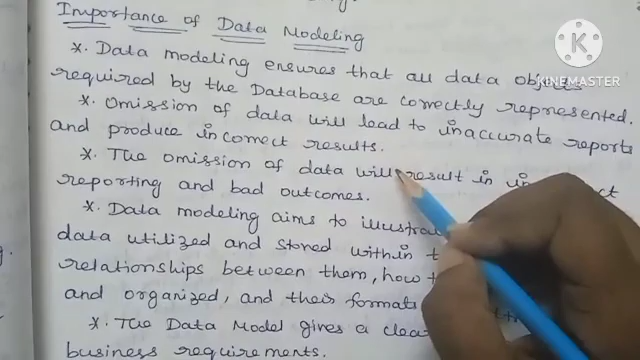 Importance of Data Modeling
*. Data modeling ensures that all data objects
required by the Database are correctly represented.
*. Omission of data will lead to inaccurate reports
and produce incorrect results.
*. The omission of data will result in
reporting and bad outcomes.
*. Data modeling aims to
data utilized and stored within
relationships between them, how
and organized, and their formats
*. The Data Model gives a
business requirements.
KINEMASTER